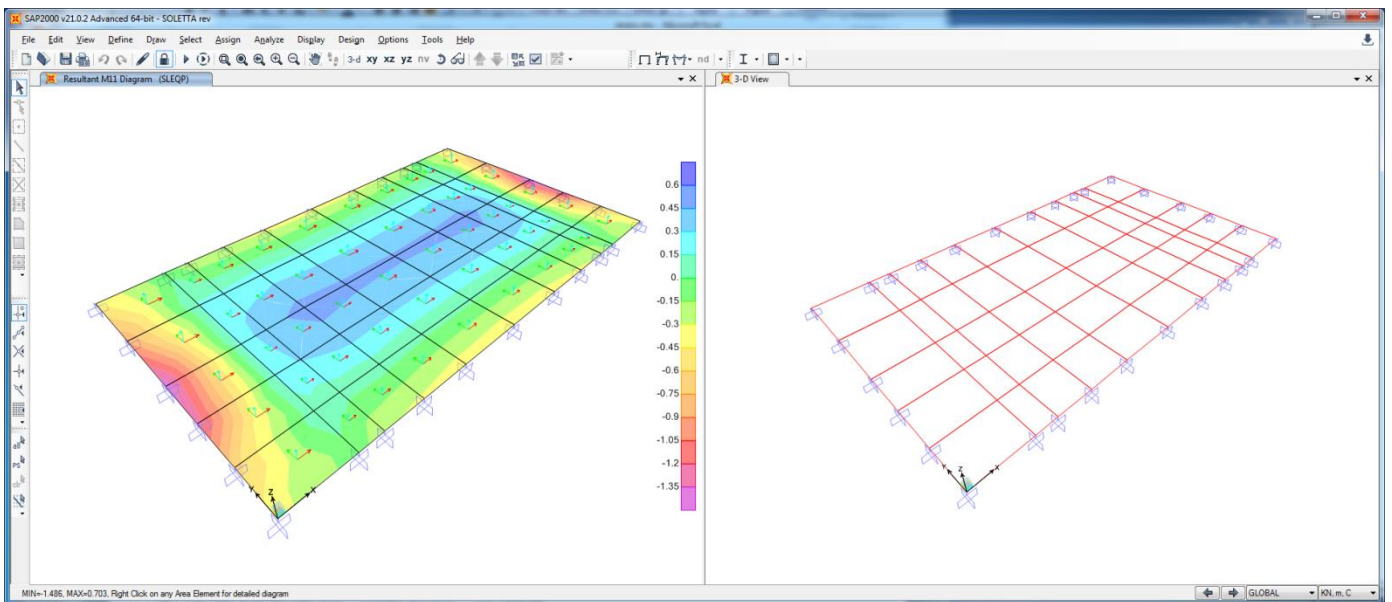 SAP2000 v21.0.2 Advanced 64-bit - SOLETTA rev
File Edit View Define Draw Select Assign Analyze Display Design Options Tools Help
3-d xy xz yz nv
nd
Resultant M11 Diagram (SLEQP)
3-D View
0.6
0.45
0.3
0.15
0.
-0.15
-0.3
-0.45
-0.6
-0.75
-0.9
-1.05
-1.2
-1.35
Y Z X
Y Z X
all
PS
clr
MIN=-1.486, MAX=0.703, Right Click on any Area Element for detailed diagram
GLOBAL
KN, m, C